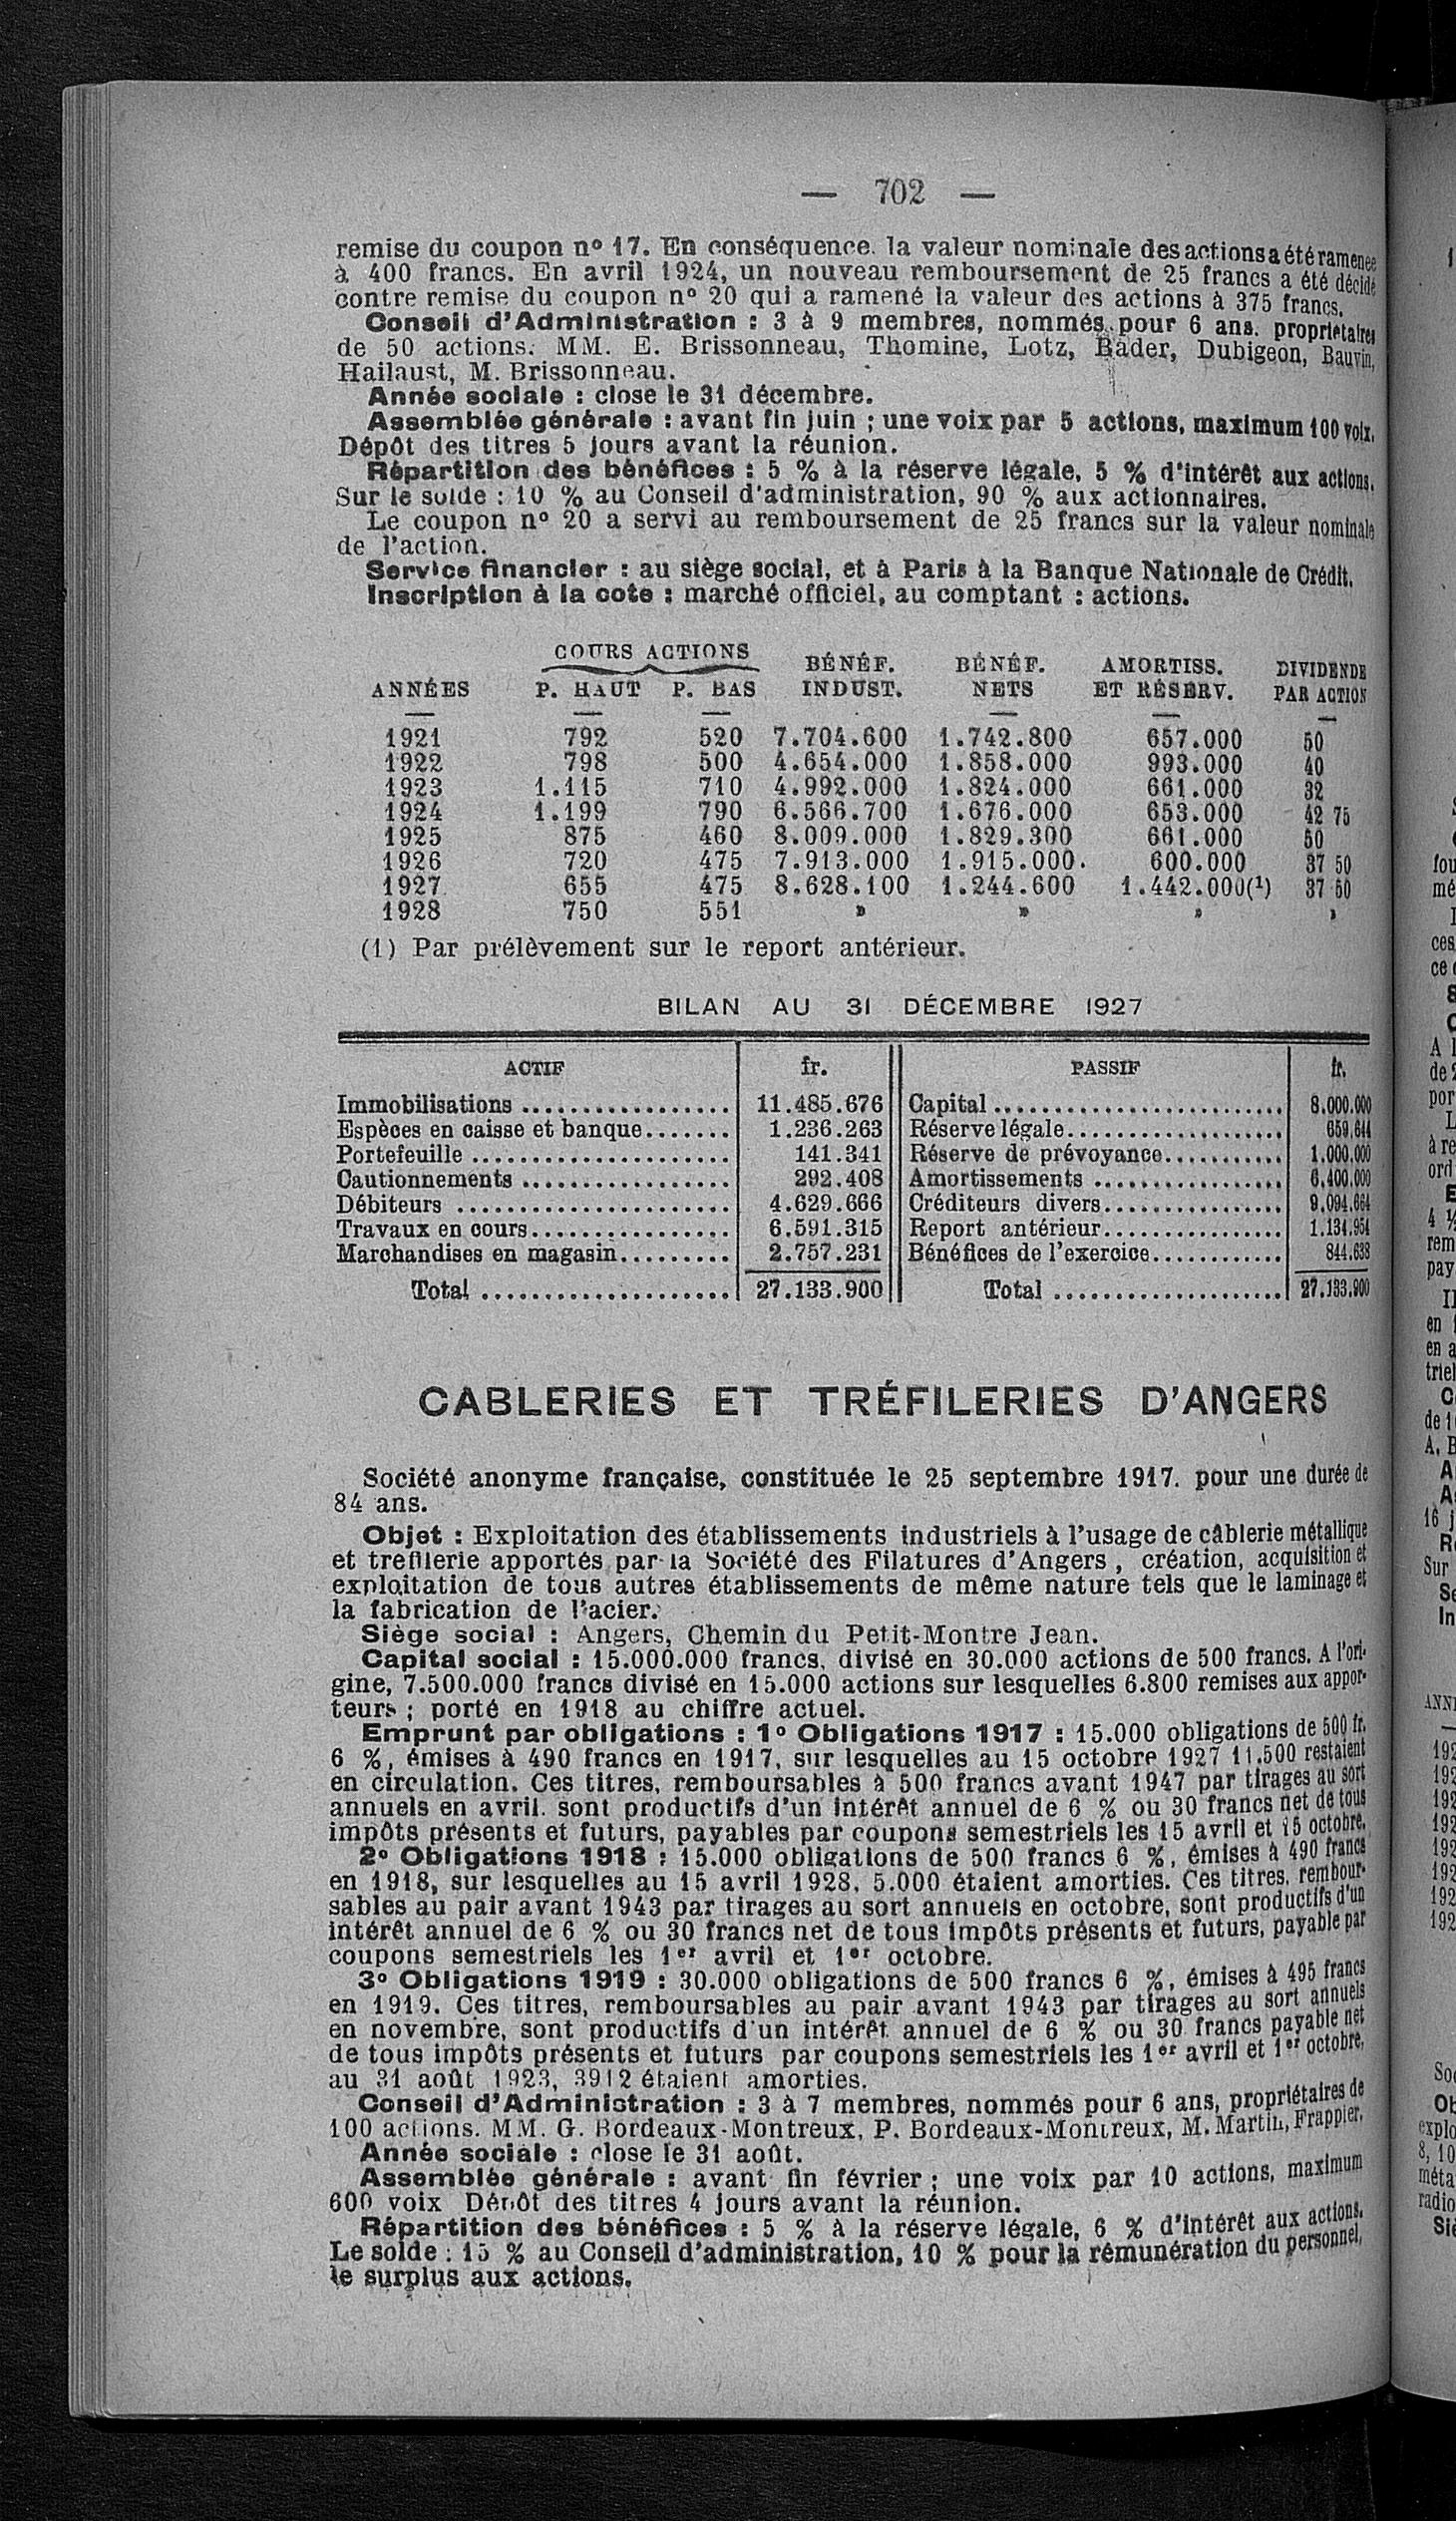 — 702 —
remise du coupon nº 17. En conséquence, la valeur nominale des actions a été ramenée
à 400 francs. En avril 1924, un nouveau remboursement de 25 francs a été décidé
contre remise du coupon nº 20 qui a ramené la valeur des actions à 375 francs.
Conseil d'Administration : 3 à 9 membres, nommés pour 6 ans, propriétaires
de 50 actions. MM. E. Brissonneau, Thomine, Lotz, Bäder, Dubigeon, Bauvin,
Hailaust, M. Brissonneau.
Année sociale : close le 31 décembre.
Assemblée générale : avant fin juin ; une voix par 5 actions, maximum 100 voix.
Dépôt des titres 5 jours avant la réunion.
Répartition des bénéfices : 5 % à la réserve légale, 5 % d'intérêt aux actions.
Sur le solde : 10 % au Conseil d'administration, 90 % aux actionnaires.
Le coupon nº 20 a servi au remboursement de 25 francs sur la valeur nominale
de l'action.
Service financier : au siège social, et à Paris à la Banque Nationale de Crédit.
Inscription à la cote : marché officiel, au comptant : actions.
COURS ACTIONS BÉNÉF. BÉNÉF. AMORTISS. DIVIDENDE
ANNÉES P. HAUT P. BAS INDUST. NETS ET RÉSERV. PAR ACTION
1921 792 520 7.704.600 1.742.800 657.000 50
1922 798 500 4.654.000 1.858.000 993.000 40
1923 1.115 710 4.992.000 1.824.000 661.000 32
1924 1.199 790 6.566.700 1.676.000 653.000 42 75
1925 875 460 8.009.000 1.829.300 661.000 50
1926 720 475 7.913.000 1.915.000. 600.000 37 50
1927 655 475 8.628.100 1.244.600 1.442.000(1) 37 50
1928 750 551 » » » »
(1) Par prélèvement sur le report antérieur.
BILAN AU 31 DÉCEMBRE 1927
ACTIF fr. PASSIF fr.
Immobilisations .................. 11.485.676 Capital ........................ 8.000.000
Espèces en caisse et banque....... 1.236.263 Réserve légale................... 659.644
Portefeuille ...................... 141.341 Réserve de prévoyance........... 1.000.000
Cautionnements .................. 292.408 Amortissements ................ 6.400.000
Débiteurs ....................... 4.629.666 Créditeurs divers................ 9.094.664
Travaux en cours................. 6.591.315 Report antérieur................ 1.134.954
Marchandises en magasin.......... 2.757.231 Bénéfices de l'exercice............ 844.638
Total ..................... 27.133.900 Total .................... 27.133.900
CABLERIES ET TRÉFILERIES D'ANGERS
Société anonyme française, constituée le 25 septembre 1917. pour une durée de
84 ans.
Objet : Exploitation des établissements industriels à l'usage de câblerie métallique
et trefilerie apportés par la Société des Filatures d'Angers, création, acquisition et
exploitation de tous autres établissements de même nature tels que le laminage et
la fabrication de l'acier.
Siège social : Angers, Chemin du Petit-Montre Jean.
Capital social : 15.000.000 francs, divisé en 30.000 actions de 500 francs. A l'ori-
gine, 7.500.000 francs divisé en 15.000 actions sur lesquelles 6.800 remises aux appor-
teurs ; porté en 1918 au chiffre actuel.
Emprunt par obligations : 1º Obligations 1917 : 15.000 obligations de 500 fr.
6 %, émises à 490 francs en 1917, sur lesquelles au 15 octobre 1927 11.500 restaient
en circulation. Ces titres, remboursables à 500 francs avant 1947 par tirages au sort
annuels en avril, sont productifs d'un intérêt annuel de 6 % ou 30 francs net de tous
impôts présents et futurs, payables par coupons semestriels les 15 avril et 15 octobre.
2º Obligations 1918 : 15.000 obligations de 500 francs 6 %, émises à 490 francs
en 1918, sur lesquelles au 15 avril 1928, 5.000 étaient amorties. Ces titres, rembour-
sables au pair avant 1943 par tirages au sort annuels en octobre, sont productifs d'un
intérêt annuel de 6 % ou 30 francs net de tous impôts présents et futurs, payable par
coupons semestriels les 1er avril et 1er octobre.
3º Obligations 1919 : 30.000 obligations de 500 francs 6 %, émises à 495 francs
en 1919. Ces titres, remboursables au pair avant 1943 par tirages au sort annuels
en novembre, sont productifs d'un intérêt annuel de 6 % ou 30 francs payable net
de tous impôts présents et futurs par coupons semestriels les 1er avril et 1er octobre,
au 31 août 1923, 3912 étaient amorties.
Conseil d'Administration : 3 à 7 membres, nommés pour 6 ans, propriétaires de
100 actions. MM. G. Bordeaux-Montreux, P. Bordeaux-Montreux, M. Martin, Frappier.
Année sociale : close le 31 août.
Assemblée générale : avant fin février ; une voix par 10 actions, maximum
600 voix Dépôt des titres 4 jours avant la réunion.
Répartition des bénéfices : 5 % à la réserve légale, 6 % d'intérêt aux actions.
Le solde : 15 % au Conseil d'administration, 10 % pour la rémunération du personnel,
le surplus aux actions.